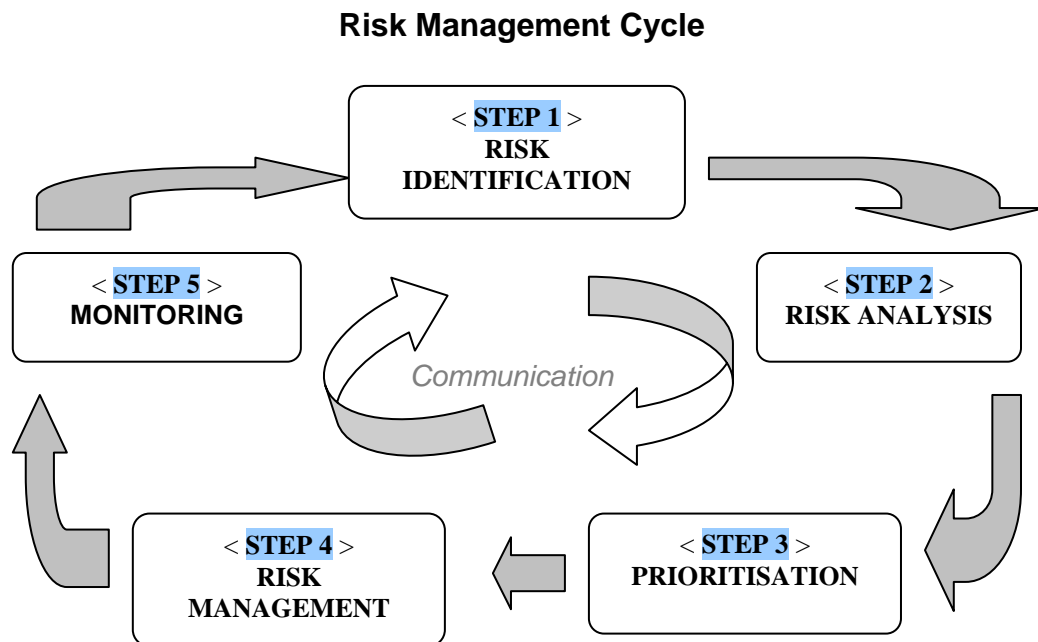 Risk Management Cycle
< STEP 1 >
RISK
IDENTIFICATION
< STEP 2 >
RISK ANALYSIS
< STEP 3 >
PRIORITISATION
< STEP 4 >
RISK
MANAGEMENT
< STEP 5 >
MONITORING
Communication